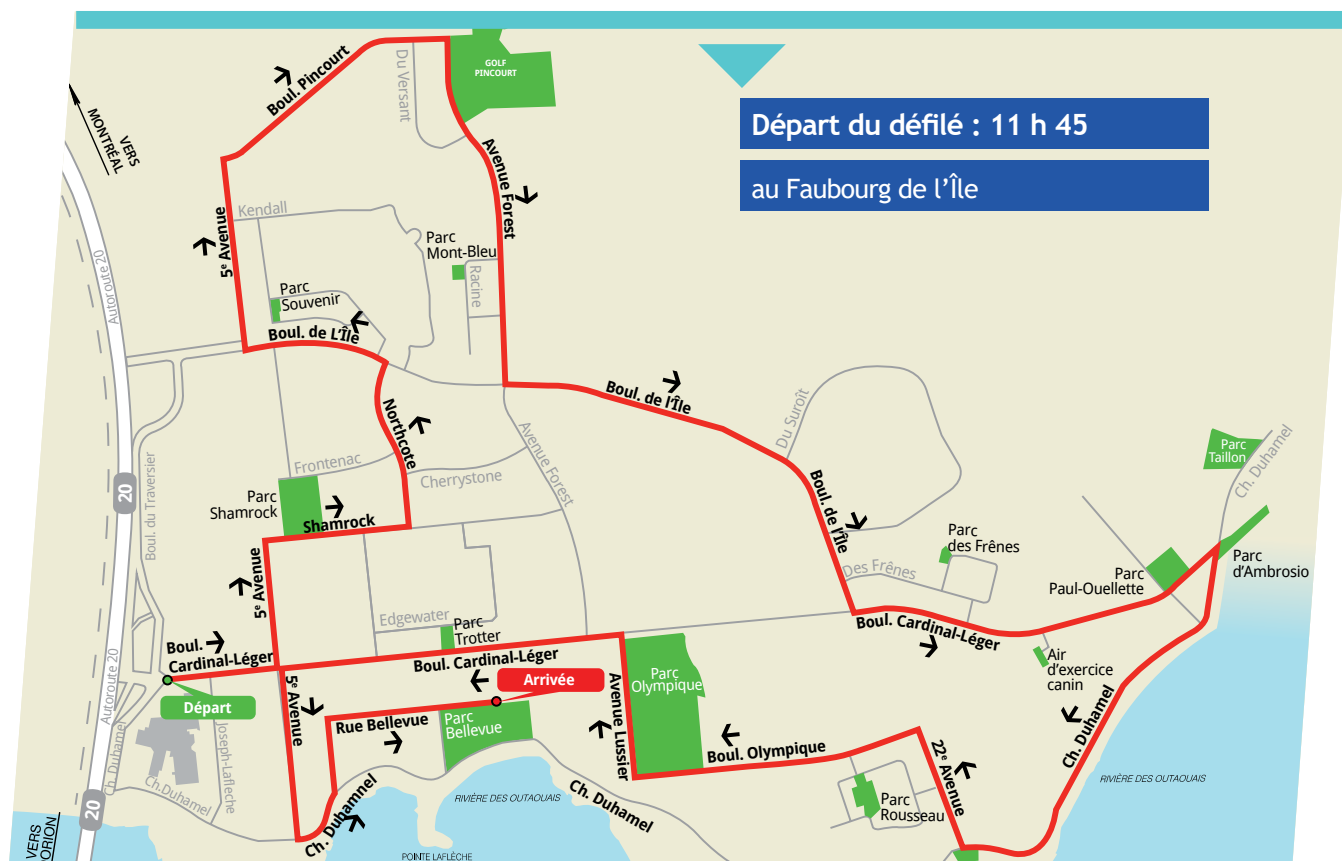 GOLF
PINCOURT
Départ du défilé : 11 h 45
au Faubourg de l’Île
VERS
MONTRÉAL
Boul. Pincourt
Du Versant
Avenue Forest
Kendall
5e Avenue
Parc
Mont-Bleu
Racine
Autoroute 20
Parc
Souvenir
Boul. de L'Île
Boul. de l'Île
Du Suroît
Northcote
Avenue Forest
Frontenac
Cherrystone
Parc
Taillon
Ch. Duhamel
20
Boul. du Traversier
Parc
Shamrock
Shamrock
Boul. de l'Île
Parc
des Frênes
Des Frênes
Parc
Paul-Ouellette
Parc
d'Ambrosio
5e Avenue
Edgewater
Parc
Trotter
Boul.
Cardinal-Léger
Boul. Cardinal-Léger
Boul. Cardinal-Léger
Air
d'exercice
canin
Départ
5e Avenue
Arrivée
Parc
Olympique
Avenue Lussier
Autoroute 20
Ch. Duhamel
Joseph-Lafleche
Rue Bellevue
Parc
Bellevue
Boul. Olympique
22e Avenue
Ch. Duhamel
Ch.Duhamel
RIVIÈRE DES OUTAOUAIS
RIVIÈRE DES OUTAOUAIS
Ch. Duhamnel
Ch. Duhamel
Parc
Rousseau
20
VERS
DORION
POINTE LAFLÈCHE